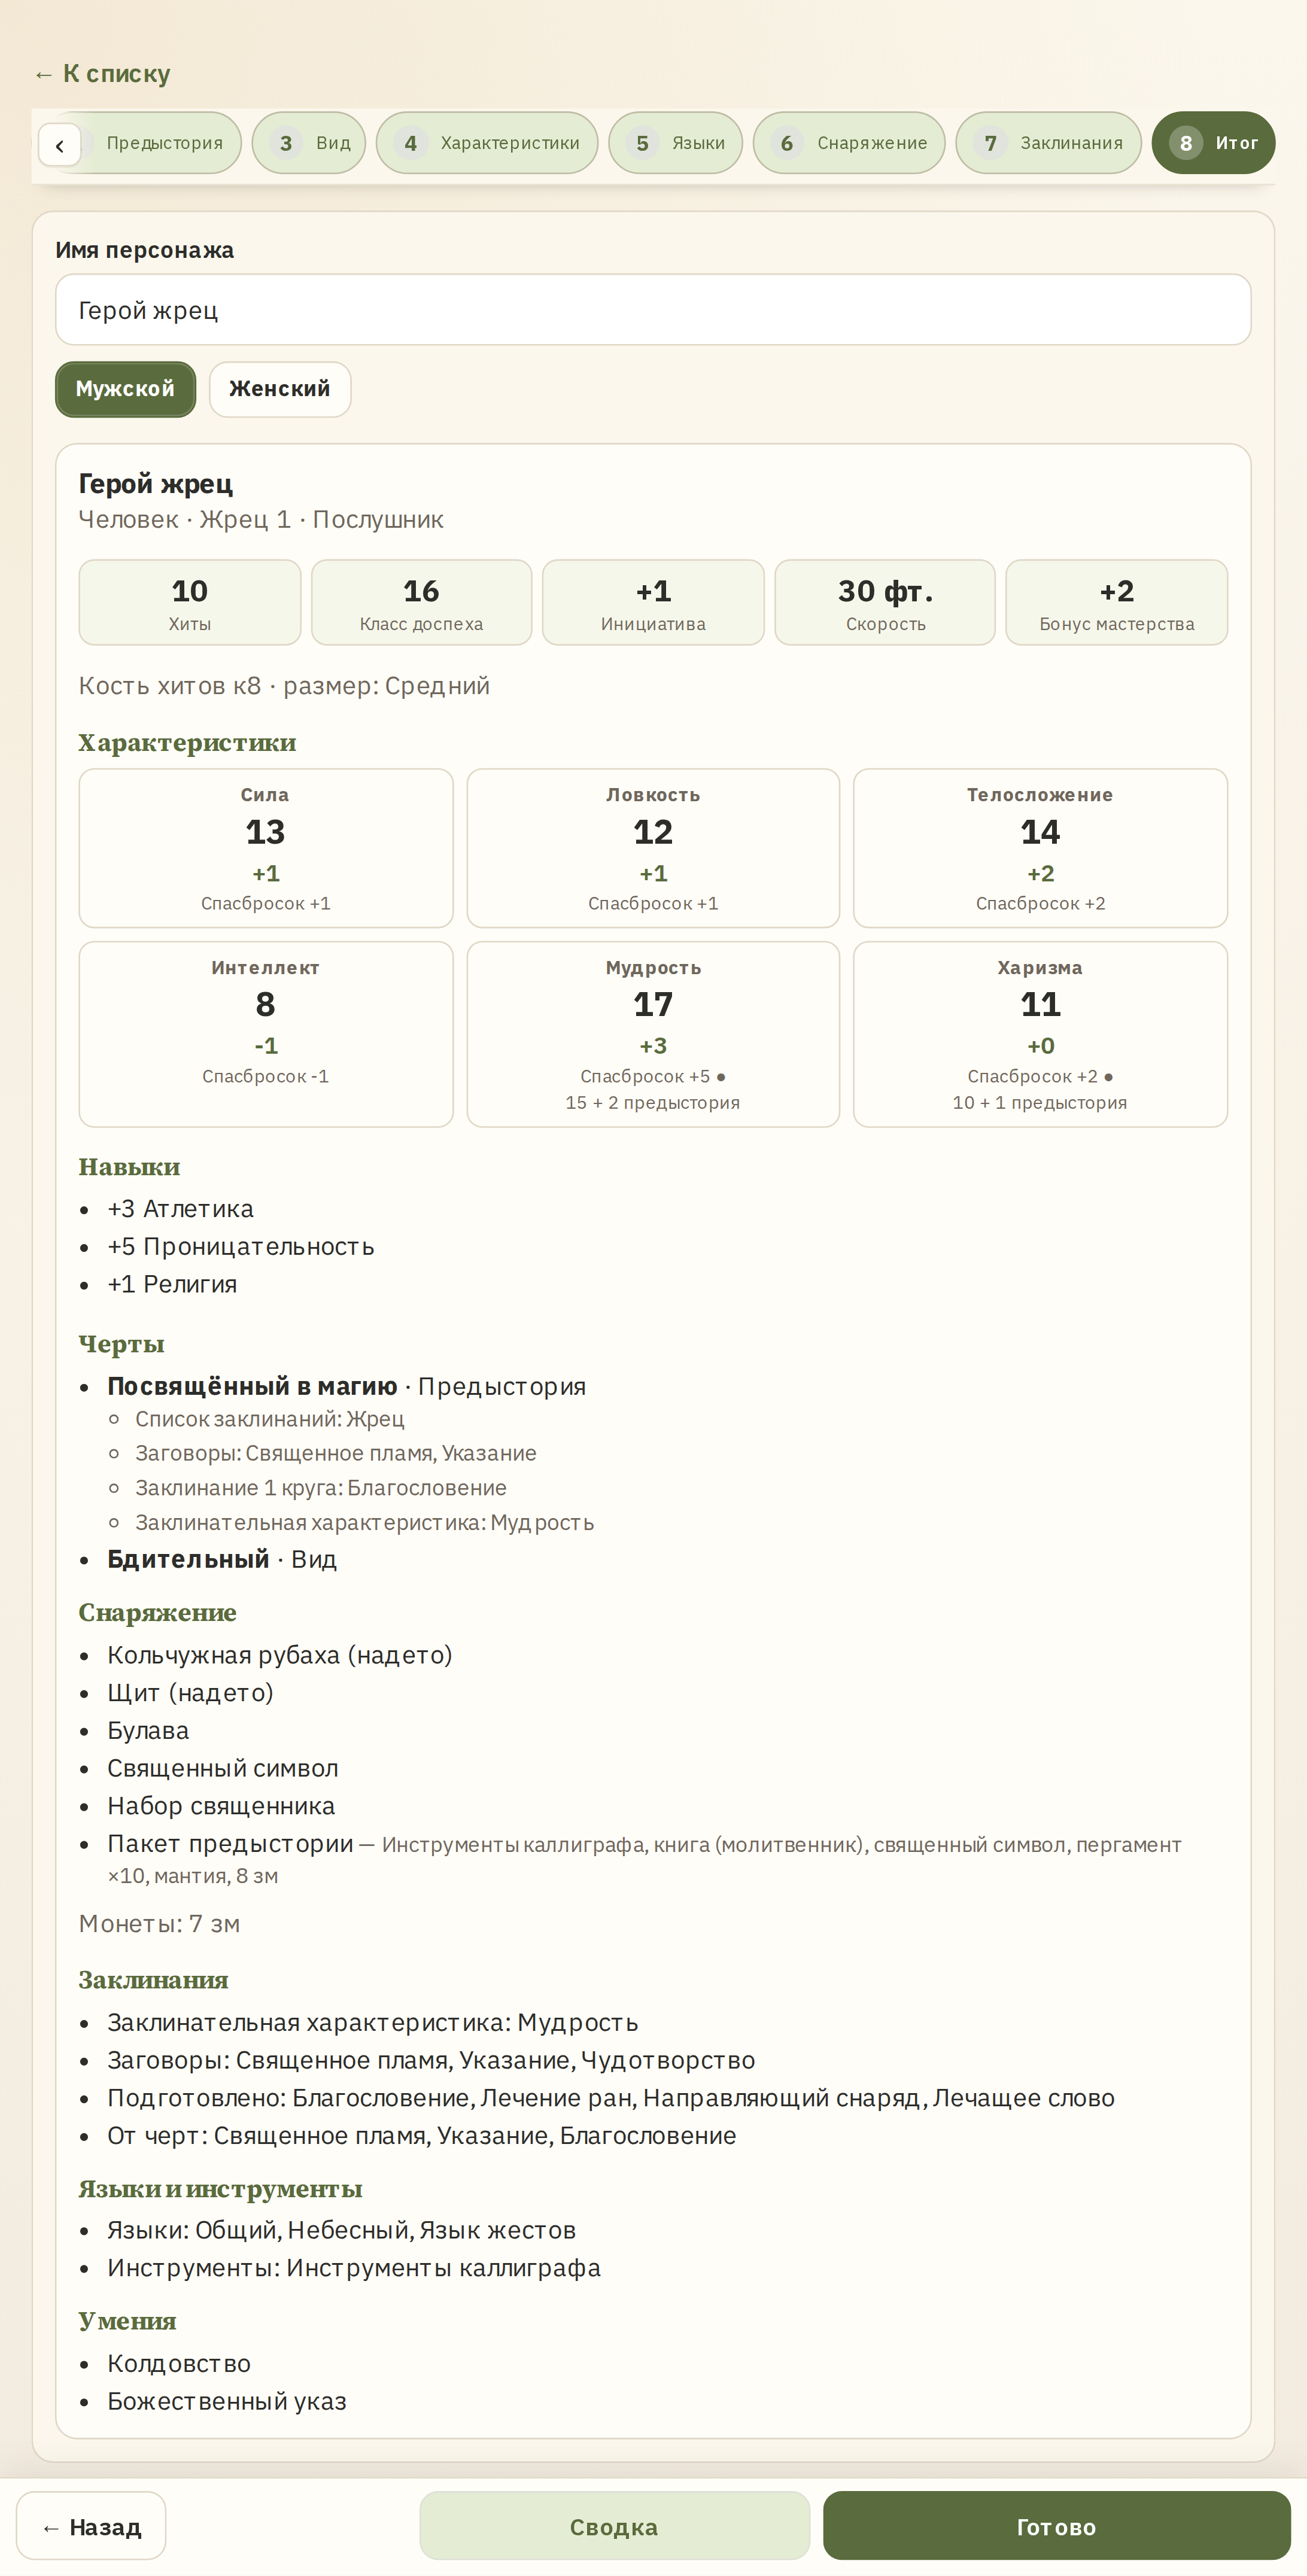 ← К списку
Предыстория
3 Вид
4 Характеристики
5 Языки
6 Снаряжение
7 Заклинания
8 Итог
Имя персонажа
Герой жрец
Мужской
Женский
Герой жрец
Человек · Жрец 1 · Послушник
10
Хиты
16
Класс доспеха
+1
Инициатива
30 фт.
Скорость
+2
Бонус мастерства
Кость хитов к8 · размер: Средний
Характеристики
Сила
13
+1
Спасбросок +1
Ловкость
12
+1
Спасбросок +1
Телосложение
14
+2
Спасбросок +2
Интеллект
8
-1
Спасбросок -1
Мудрость
17
+3
Спасбросок +5 ●
15 + 2 предыстория
Харизма
11
+0
Спасбросок +2 ●
10 + 1 предыстория
Навыки
• +3 Атлетика
• +5 Проницательность
• +1 Религия
Черты
• Посвящённый в магию · Предыстория
○ Список заклинаний: Жрец
○ Заговоры: Священное пламя, Указание
○ Заклинание 1 круга: Благословение
○ Заклинательная характеристика: Мудрость
• Бдительный · Вид
Снаряжение
• Кольчужная рубаха (надето)
• Щит (надето)
• Булава
• Священный символ
• Набор священника
• Пакет предыстории — Инструменты каллиграфа, книга (молитвенник), священный символ, пергамент
×10, мантия, 8 зм
Монеты: 7 зм
Заклинания
• Заклинательная характеристика: Мудрость
• Заговоры: Священное пламя, Указание, Чудотворство
• Подготовлено: Благословение, Лечение ран, Направляющий снаряд, Лечащее слово
• От черт: Священное пламя, Указание, Благословение
Языки и инструменты
• Языки: Общий, Небесный, Язык жестов
• Инструменты: Инструменты каллиграфа
Умения
• Колдовство
• Божественный указ
← Назад
Сводка
Готово